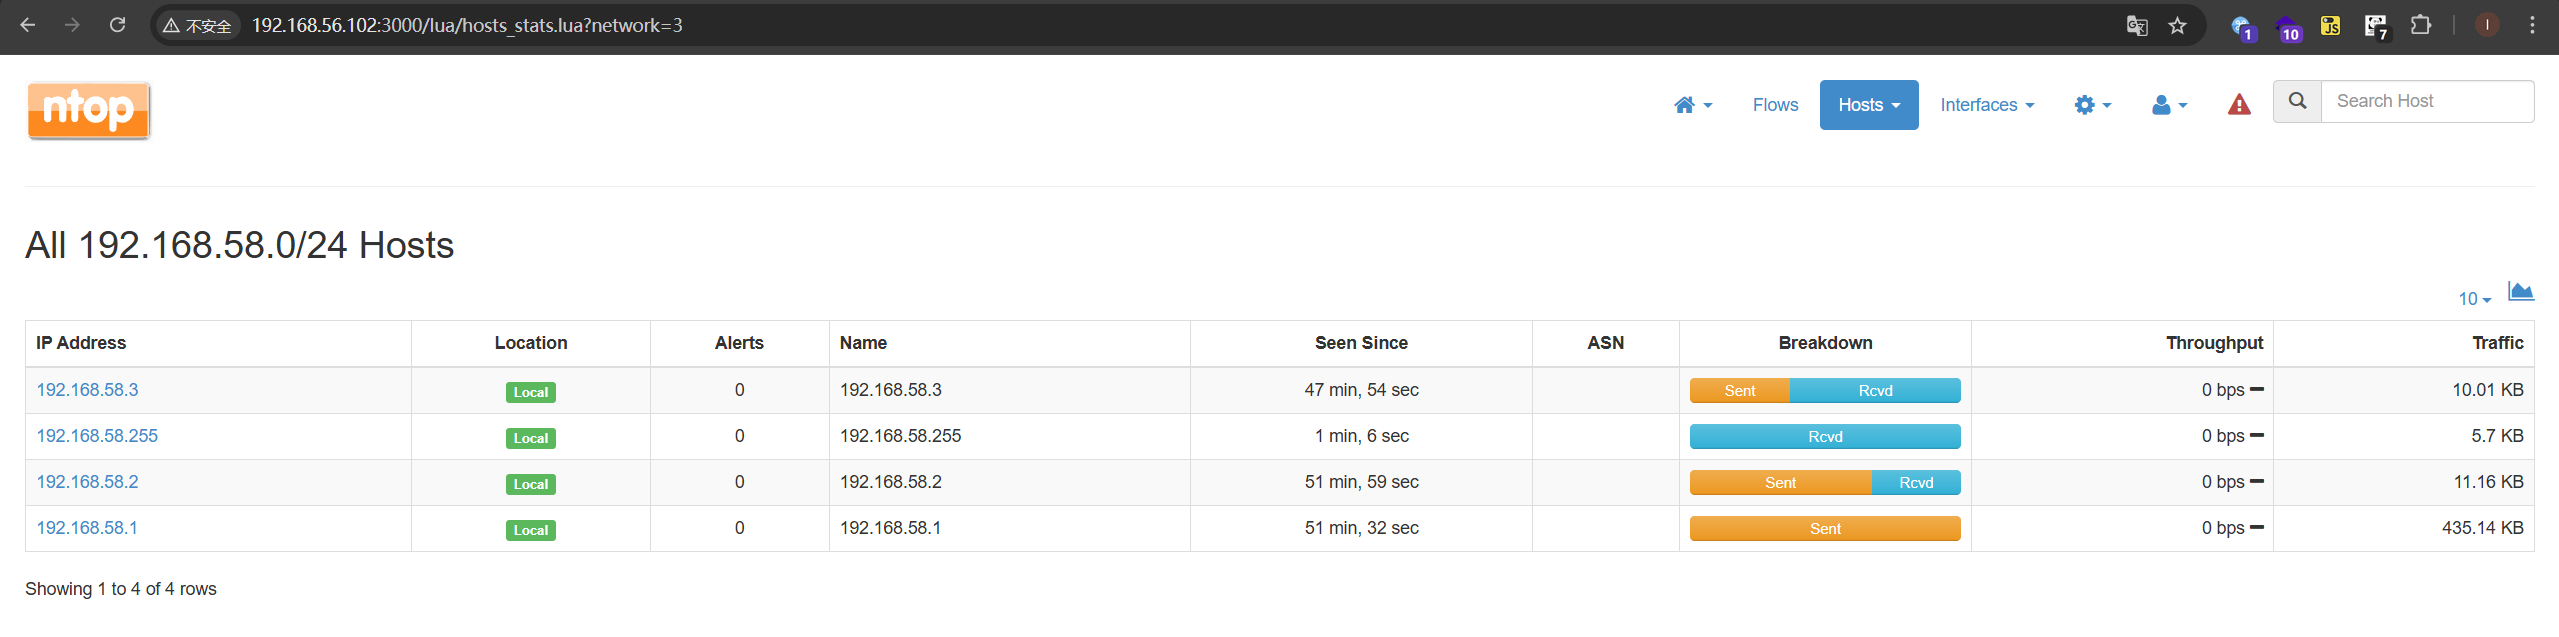 不安全 192.168.56.102:3000/lua/hosts_stats.lua?network=3 1 10 JS 7 I
ntop Flows Hosts Interfaces Search Host
All 192.168.58.0/24 Hosts
10
IP Address Location Alerts Name Seen Since ASN Breakdown Throughput Traffic
192.168.58.3 Local 0 192.168.58.3 47 min, 54 sec Sent Rcvd 0 bps 10.01 KB
192.168.58.255 Local 0 192.168.58.255 1 min, 6 sec Rcvd 0 bps 5.7 KB
192.168.58.2 Local 0 192.168.58.2 51 min, 59 sec Sent Rcvd 0 bps 11.16 KB
192.168.58.1 Local 0 192.168.58.1 51 min, 32 sec Sent 0 bps 435.14 KB
Showing 1 to 4 of 4 rows